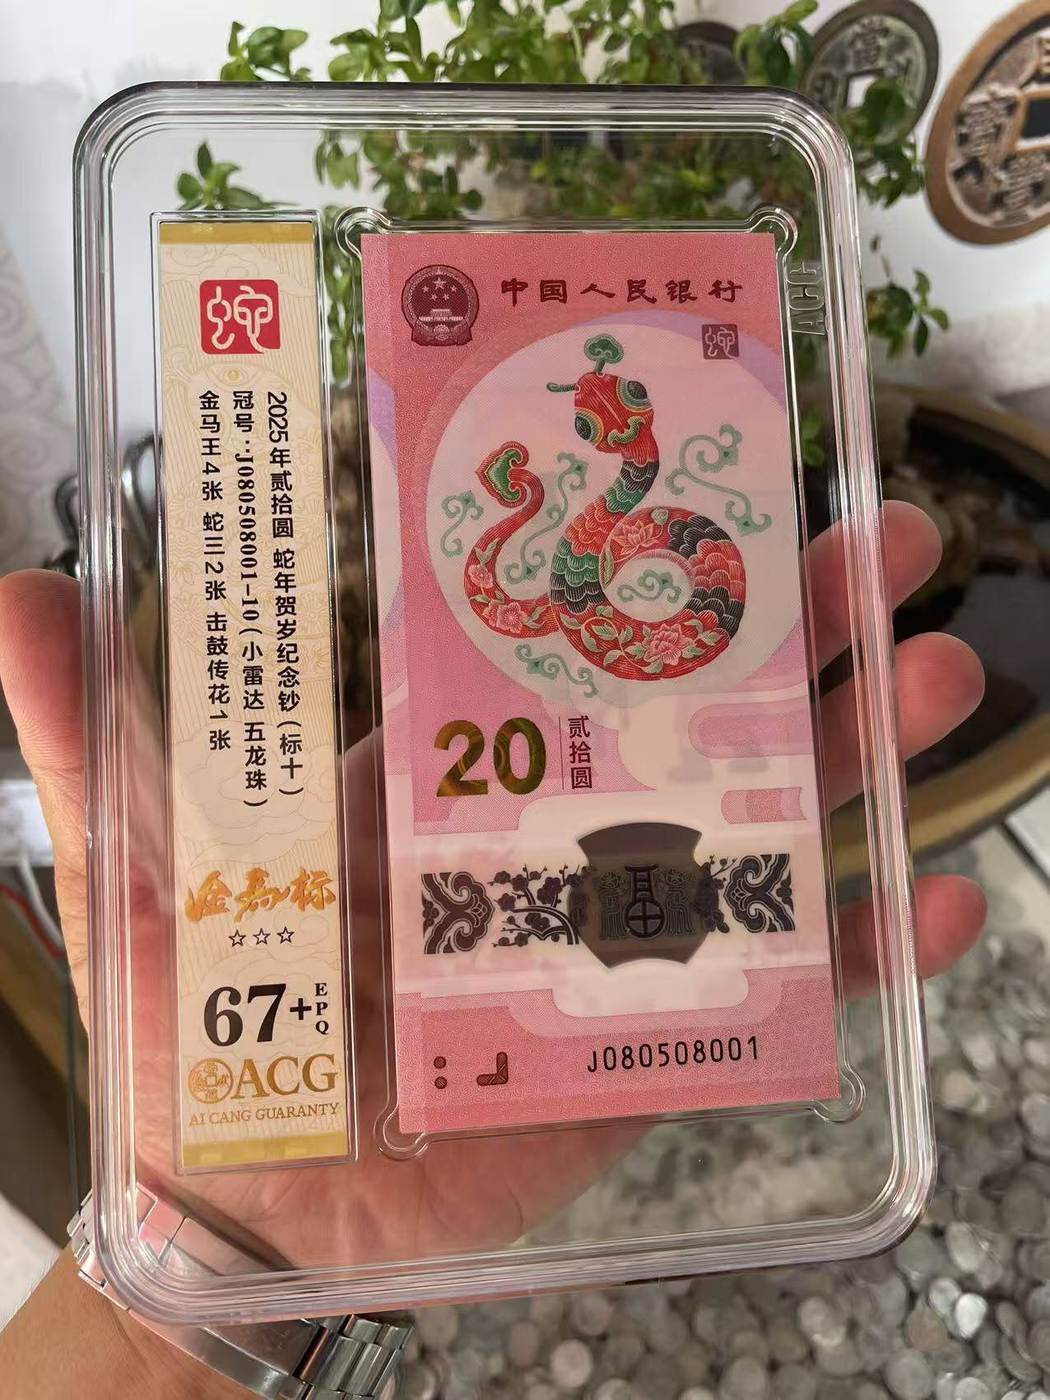 蛇
2025年贰拾圆 蛇年贺岁纪念钞(标十)
冠号:J080508001-10(小雷达 五龙珠)
金马王4张 蛇三2张 击鼓传花1张
金马标
☆☆☆
67+EPQ
ACG
AI CANG GUARANTY
中国人民银行
蛇
20
贰拾圆
J080508001
ACG